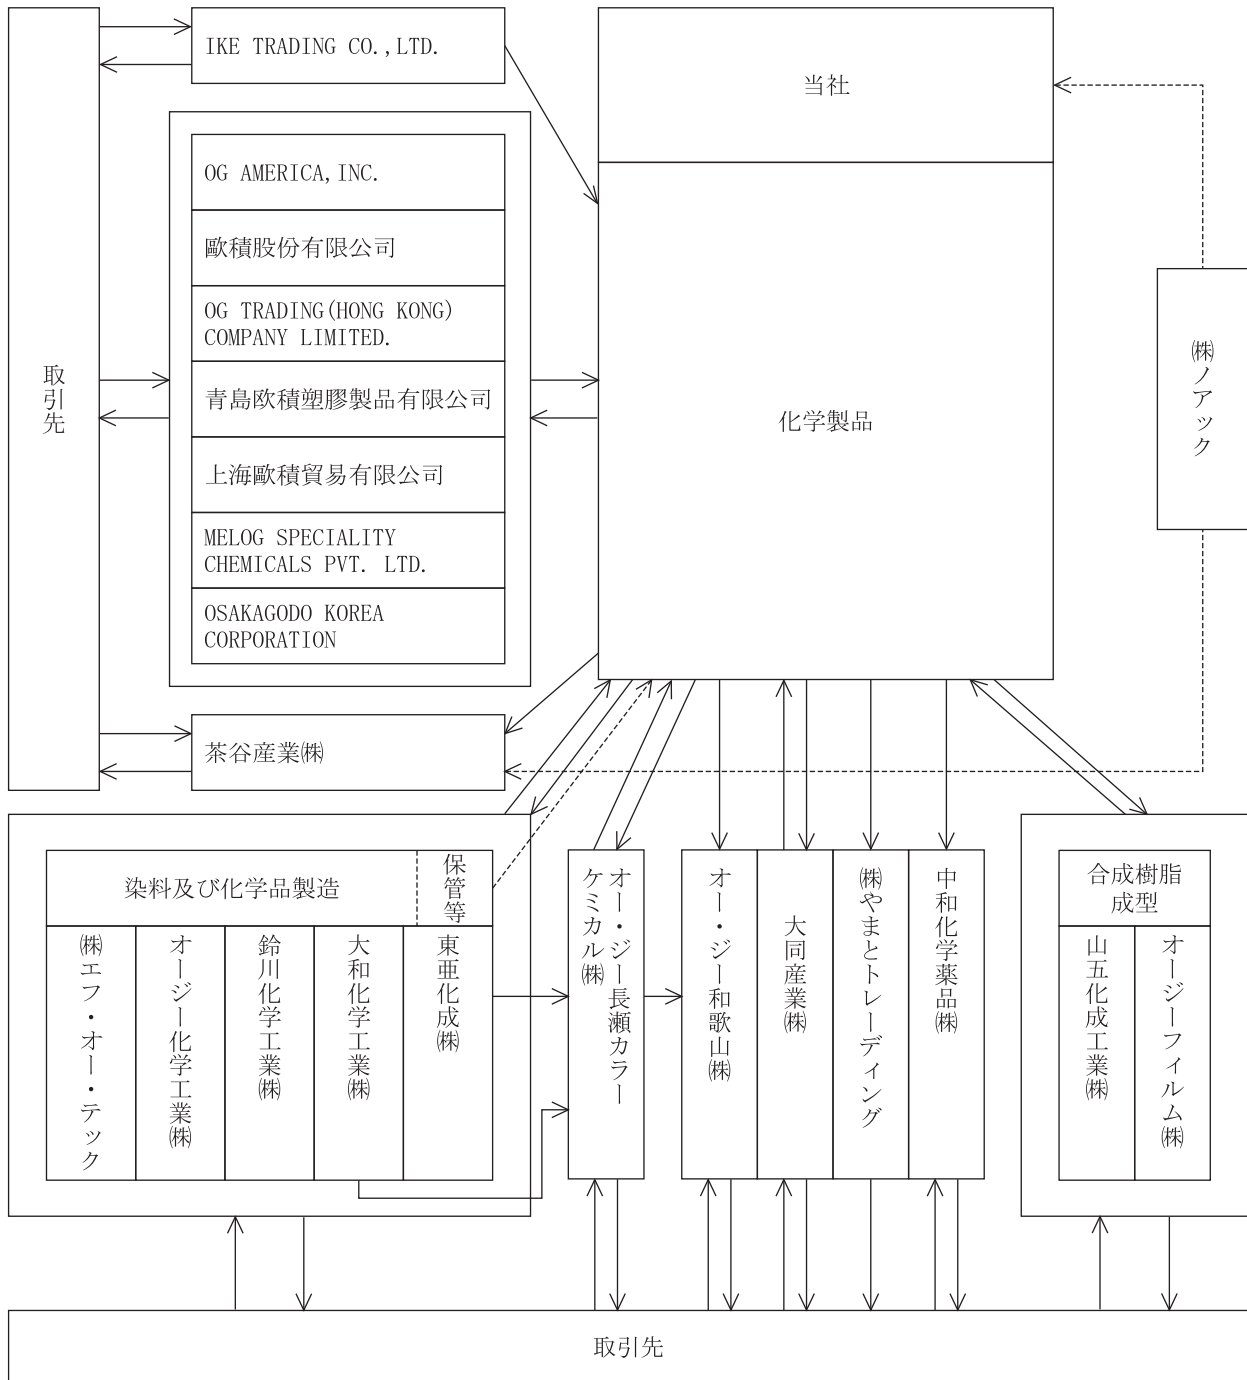 取引先
IKE TRADING CO.,LTD.
OG AMERICA,INC.
歐積股份有限公司
OG TRADING(HONG KONG)
COMPANY LIMITED.
青島欧積塑膠製品有限公司
上海歐積貿易有限公司
MELOG SPECIALITY
CHEMICALS PVT. LTD.
OSAKAGODO KOREA
CORPORATION
茶谷産業㈱
当社
化学製品
㈱ノアック
染料及び化学品製造
保管等
㈱エフ・オー・テック
オージー化学工業㈱
鈴川化学工業㈱
大和化学工業㈱
東亜化成㈱
オー・ジー長瀬カラー
ケミカル㈱
オー・ジー和歌山㈱
大同産業㈱
㈱やまとトレーディング
中和化学薬品㈱
合成樹脂
成型
山五化成工業㈱
オージーフィルム㈱
取引先